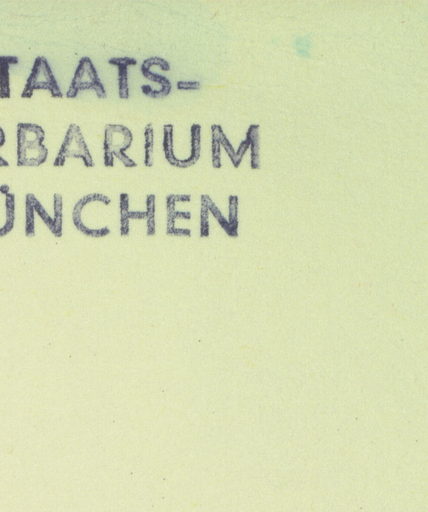 TAATS-
RBARIUM
ÜNCHEN